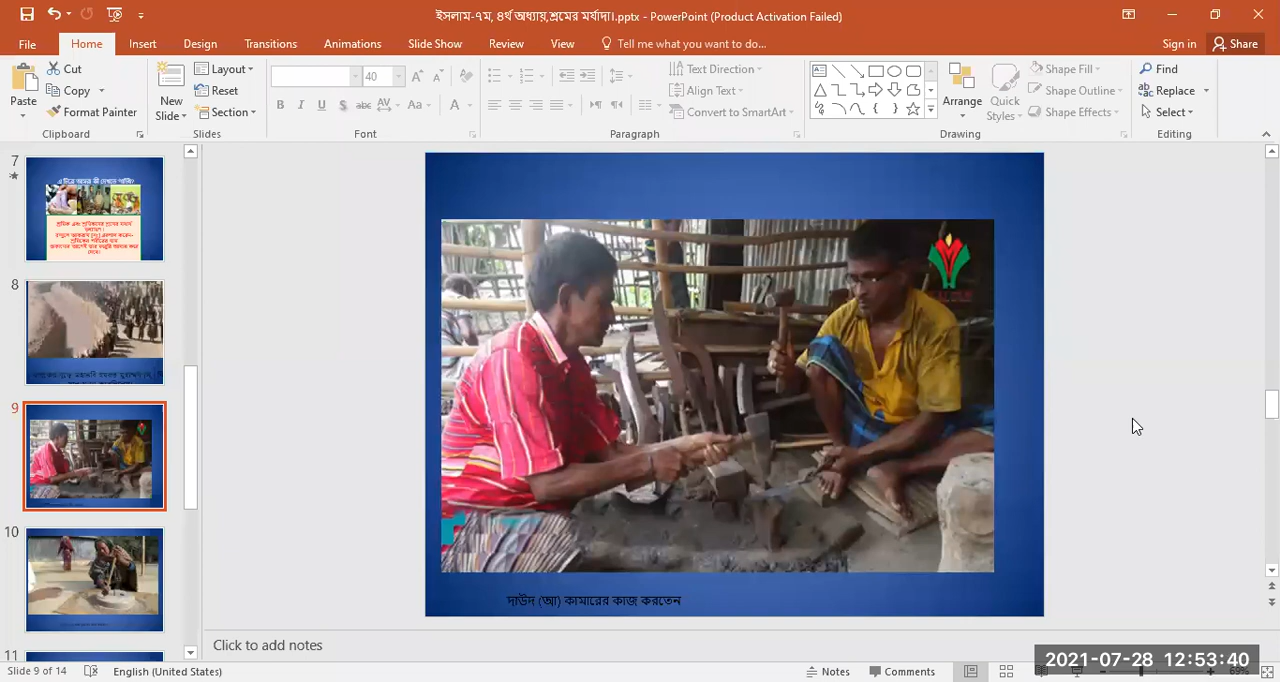 ইসলাম-৭ম, ৪র্থ অধ্যায়,শ্রমের মর্যাদা।.pptx - PowerPoint (Product Activation Failed)
File Home Insert Design Transitions Animations Slide Show Review View Tell me what you want to do... Sign in Share
Cut
Copy
Format Painter
Paste
Clipboard
New Slide
Layout
Reset
Section
Slides
40
Font
Text Direction
Align Text
Convert to SmartArt
Paragraph
Arrange
Quick Styles
Shape Fill
Shape Outline
Shape Effects
Drawing
Find
Replace
Select
Editing
7
8
9
10
11
দাউদ (আ) কামারের কাজ করতেন
Click to add notes
Slide 9 of 14 English (United States) Notes Comments
2021-07-28 12:53:40